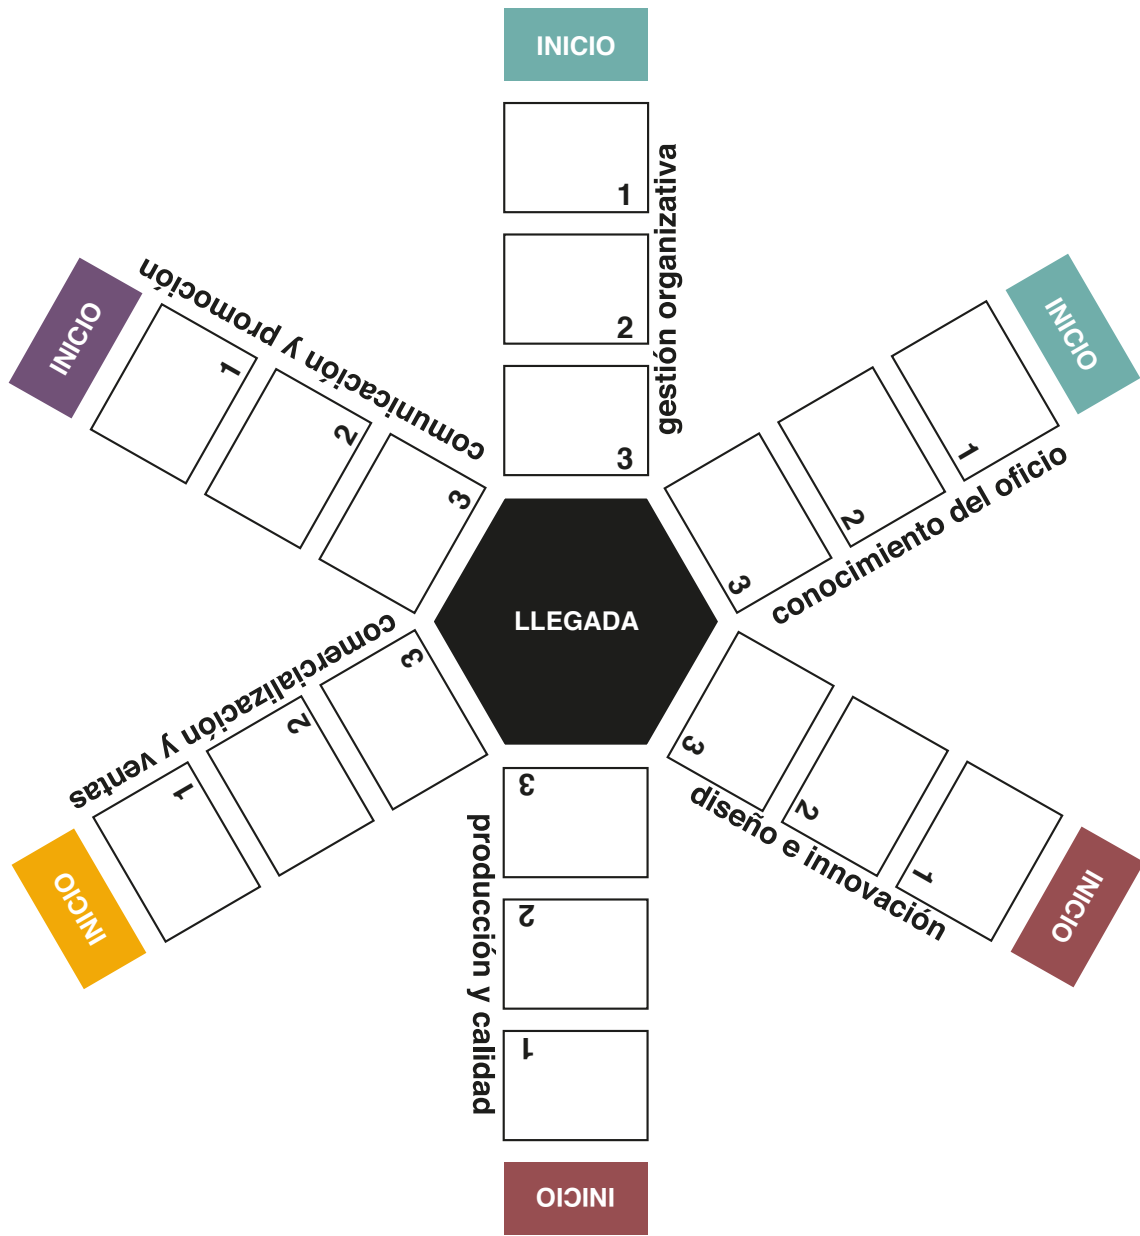 INICIO
1
2
3
gestión organizativa
INICIO
1
2
3
conocimiento del oficio
INICIO
1
2
3
diseño e innovación
INICIO
1
2
3
producción y calidad
INICIO
1
2
3
comercialización y ventas
INICIO
1
2
3
comunicación y promoción
LLEGADA